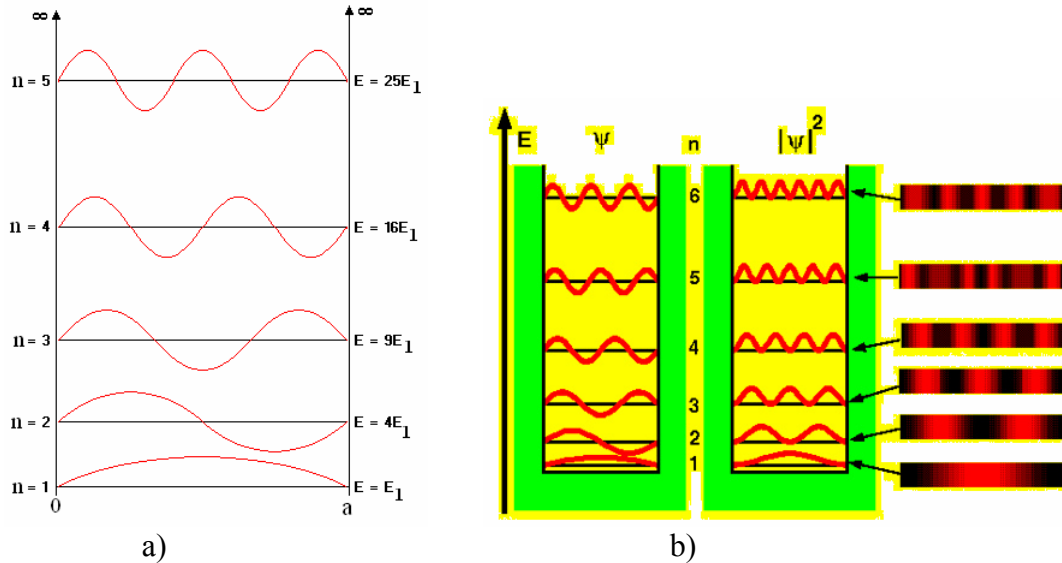 ∞ ∞
n = 5 E = 25E1
n = 4 E = 16E1
n = 3 E = 9E1
n = 2 E = 4E1
n = 1 E = E1
0 a
a)
E ψ n |ψ|2
6
5
4
3
2
1
b)